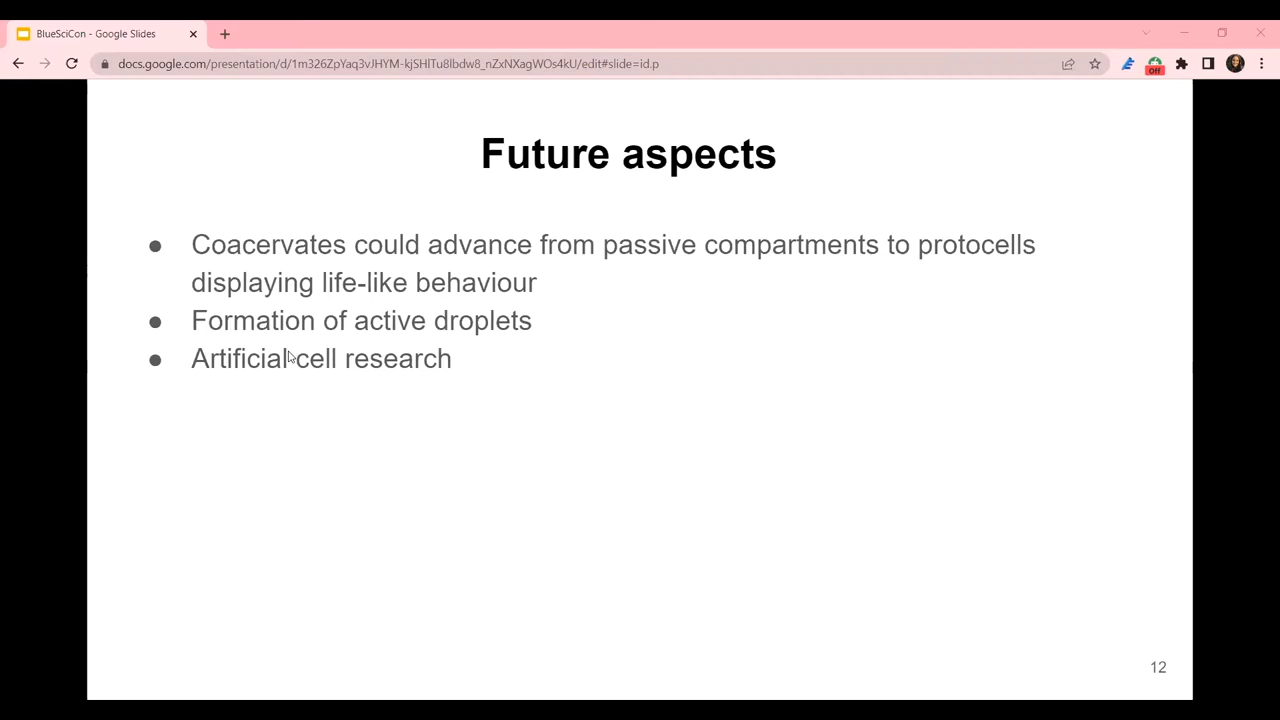 BlueSciCon - Google Slides
docs.google.com/presentation/d/1m326ZpYaq3vJHYM-kjSHlTu8lbdw8_nZxNXagWOs4kU/edit#slide=id.p
Off
Future aspects
● Coacervates could advance from passive compartments to protocells
displaying life-like behaviour
● Formation of active droplets
● Artificial cell research
12